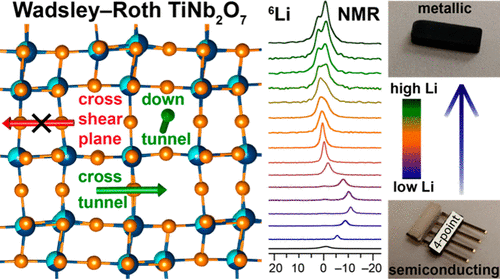 Wadsley–Roth TiNb₂O₇
cross
shear
plane
down
tunnel
cross
tunnel
⁶Li NMR
20 10 0 -10 -20
metallic
high Li
low Li
4-point
semiconducting